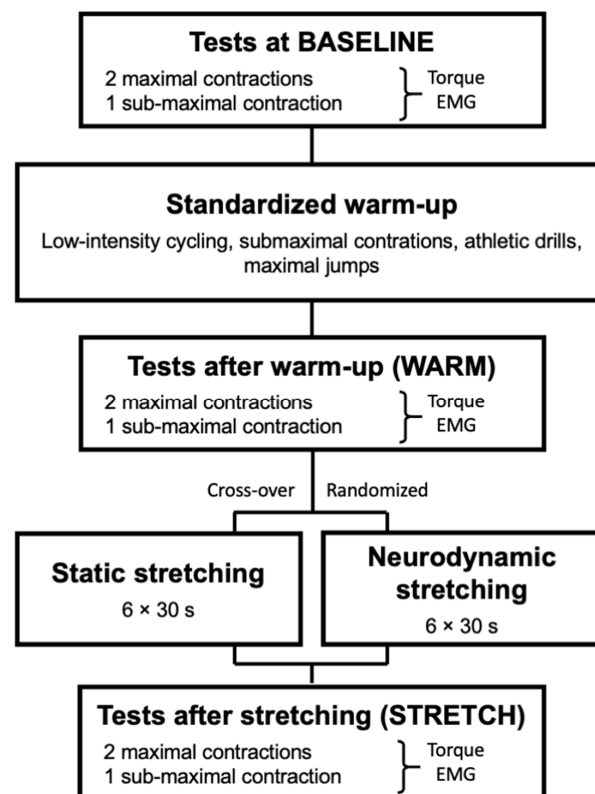 Tests at BASELINE
2 maximal contractions
1 sub-maximal contraction
Torque
EMG
Standardized warm-up
Low-intensity cycling, submaximal contrations, athletic drills,
maximal jumps
Tests after warm-up (WARM)
2 maximal contractions
1 sub-maximal contraction
Torque
EMG
Cross-over
Randomized
Static stretching
6 × 30 s
Neurodynamic
stretching
6 × 30 s
Tests after stretching (STRETCH)
2 maximal contractions
1 sub-maximal contraction
Torque
EMG